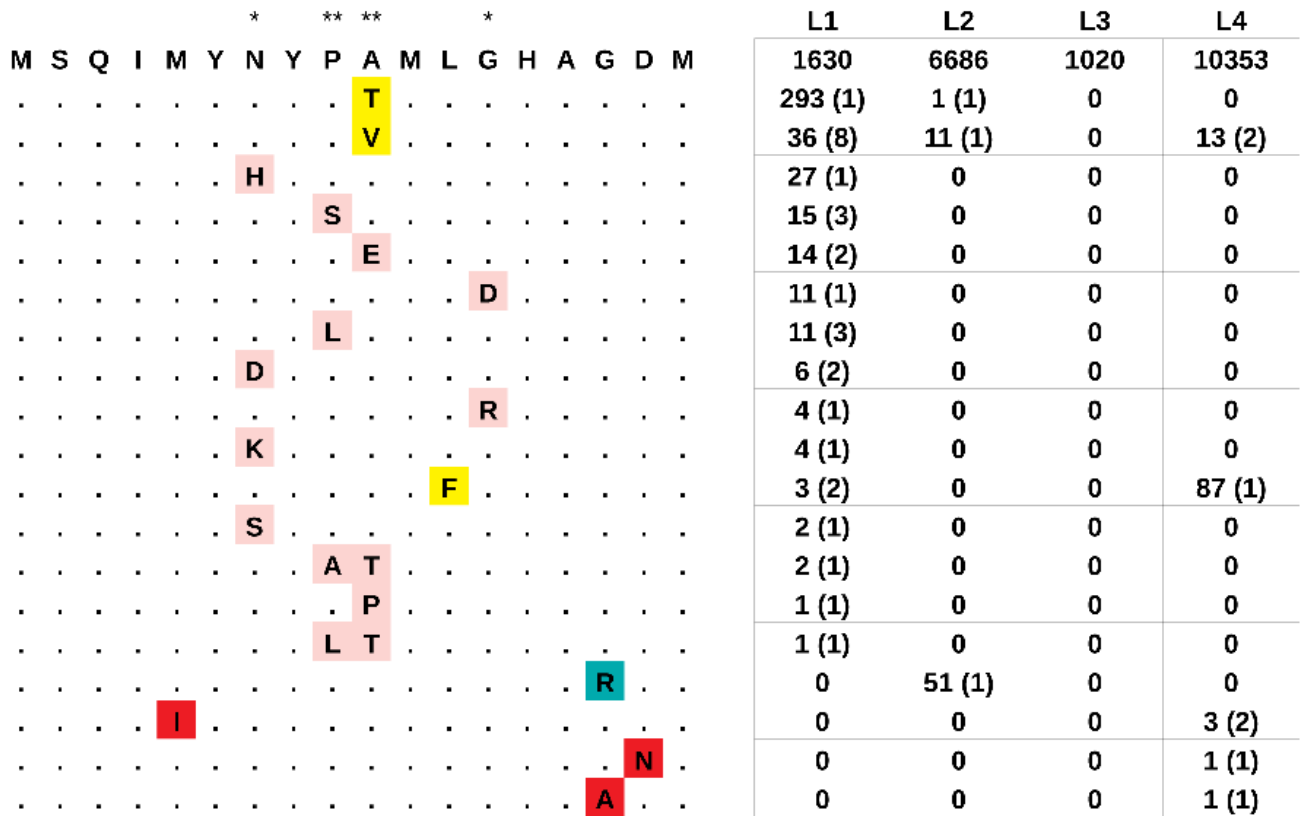 * ** ** * L1 L2 L3 L4
M S Q I M Y N Y P A M L G H A G D M 1630 6686 1020 10353
. . . . . . . . . T . . . . . . . . 293 (1) 1 (1) 0 0
. . . . . . . . . V . . . . . . . . 36 (8) 11 (1) 0 13 (2)
. . . . . . H . . . . . . . . . . . 27 (1) 0 0 0
. . . . . . . . S . . . . . . . . . 15 (3) 0 0 0
. . . . . . . . . E . . . . . . . . 14 (2) 0 0 0
. . . . . . . . . . . . D . . . . . 11 (1) 0 0 0
. . . . . . . . L . . . . . . . . . 11 (3) 0 0 0
. . . . . . D . . . . . . . . . . . 6 (2) 0 0 0
. . . . . . . . . . . . R . . . . . 4 (1) 0 0 0
. . . . . . K . . . . . . . . . . . 4 (1) 0 0 0
. . . . . . . . . . . F . . . . . . 3 (2) 0 0 87 (1)
. . . . . . S . . . . . . . . . . . 2 (1) 0 0 0
. . . . . . . . A T . . . . . . . . 2 (1) 0 0 0
. . . . . . . . . P . . . . . . . . 1 (1) 0 0 0
. . . . . . . . L T . . . . . . . . 1 (1) 0 0 0
. . . . . . . . . . . . . . . R . . 0 51 (1) 0 0
. . . . I . . . . . . . . . . . . . 0 0 0 3 (2)
. . . . . . . . . . . . . . . . N . 0 0 0 1 (1)
. . . . . . . . . . . . . . . A . . 0 0 0 1 (1)